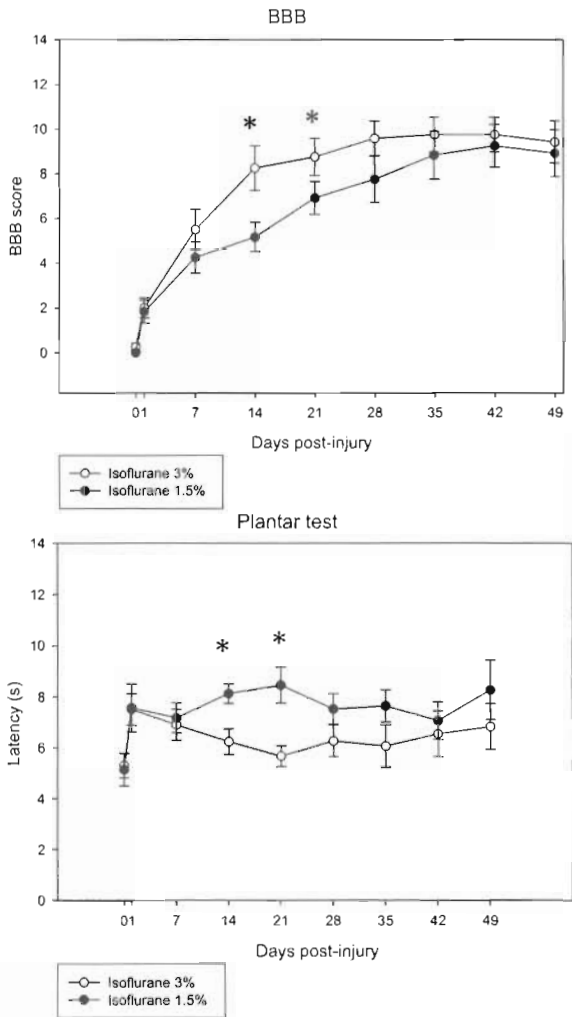 BBB
14
12
10
8
6
4
2
0
* *
BBB score
01 7 14 21 28 35 42 49
Days post-injury
Isoflurane 3%
Isoflurane 1.5%
Plantar test
14
12
10
8
6
4
2
0
* *
Latency (s)
01 7 14 21 28 35 42 49
Days post-injury
Isoflurane 3%
Isoflurane 1.5%